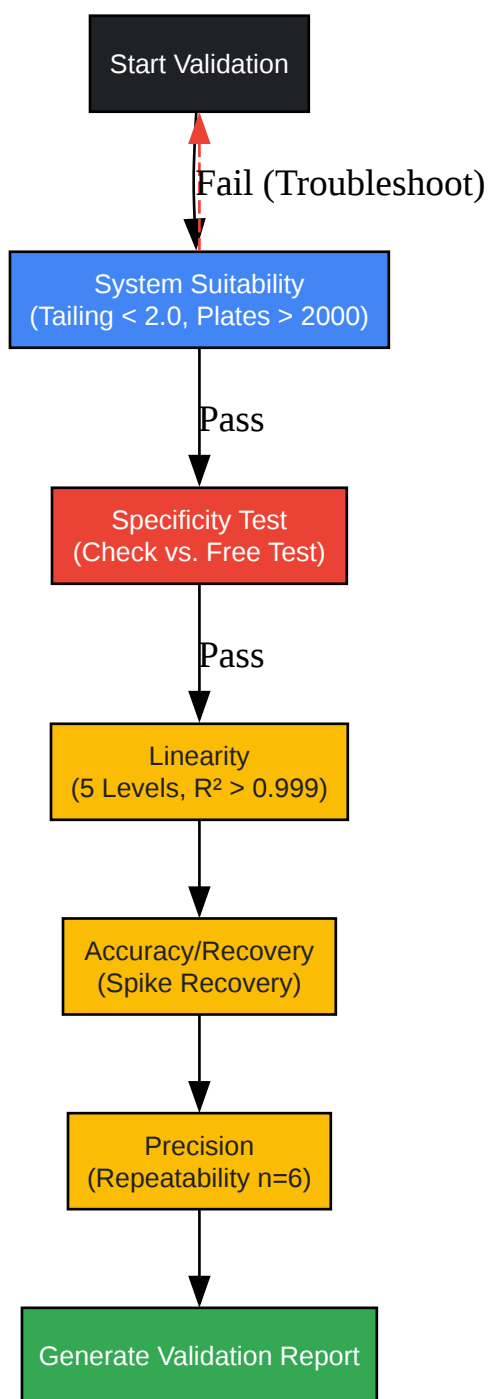 Start Validation
Fail (Troubleshoot)
System Suitability
(Tailing < 2.0, Plates > 2000)
Pass
Specificity Test
(Check vs. Free Test)
Pass
Linearity
(5 Levels, R² > 0.999)
Accuracy/Recovery
(Spike Recovery)
Precision
(Repeatability n=6)
Generate Validation Report